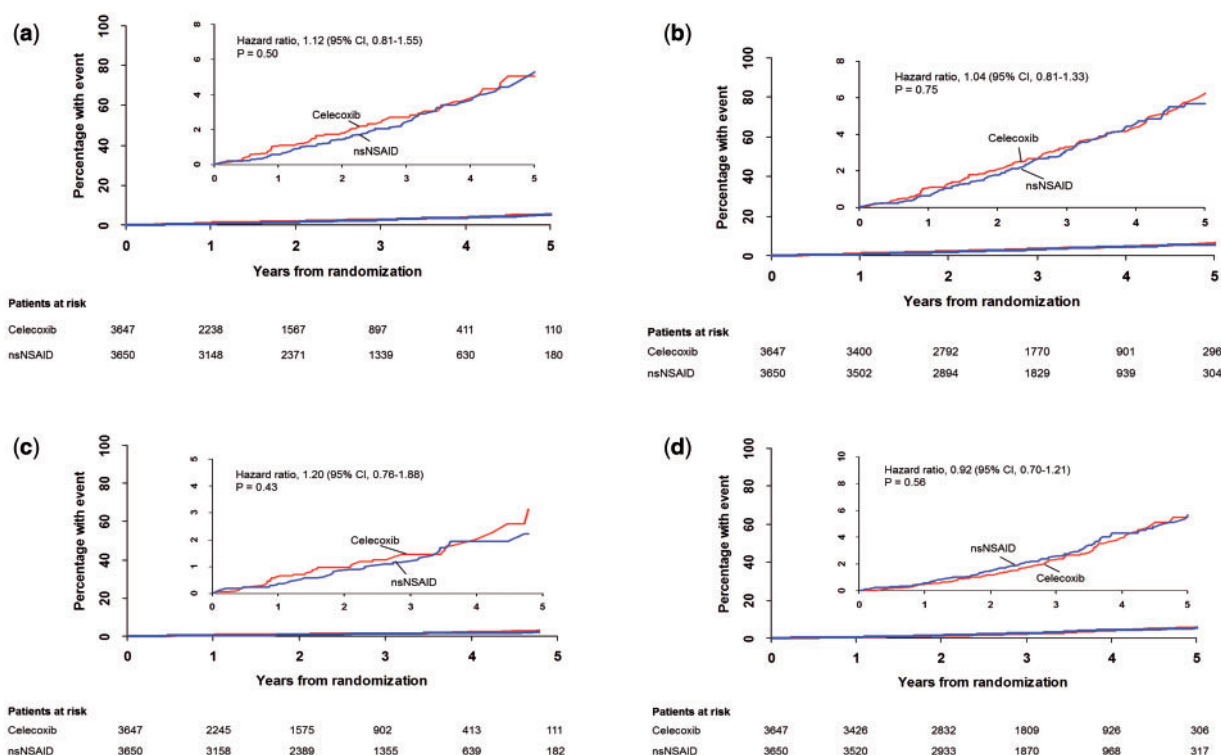 (a)
Percentage with event
100
80
60
40
20
0
8
6
4
2
0
Hazard ratio, 1.12 (95% CI, 0.81-1.55)
P = 0.50
Celecoxib
nsNSAID
0 1 2 3 4 5
0 1 2 3 4 5
Years from randomization
Patients at risk
Celecoxib 3647 2238 1567 897 411 110
nsNSAID 3650 3148 2371 1339 630 180
(b)
Percentage with event
100
80
60
40
20
0
8
6
4
2
0
Hazard ratio, 1.04 (95% CI, 0.81-1.33)
P = 0.75
Celecoxib
nsNSAID
0 1 2 3 4 5
0 1 2 3 4 5
Years from randomization
Patients at risk
Celecoxib 3647 3400 2792 1770 901 296
nsNSAID 3650 3502 2894 1829 939 304
(c)
Percentage with event
100
80
60
40
20
0
5
4
3
2
1
0
Hazard ratio, 1.20 (95% CI, 0.76-1.88)
P = 0.43
Celecoxib
nsNSAID
0 1 2 3 4 5
0 1 2 3 4 5
Years from randomization
Patients at risk
Celecoxib 3647 2245 1575 902 413 111
nsNSAID 3650 3158 2389 1355 639 182
(d)
Percentage with event
100
80
60
40
20
0
10
8
6
4
2
0
Hazard ratio, 0.92 (95% CI, 0.70-1.21)
P = 0.56
nsNSAID
Celecoxib
0 1 2 3 4 5
0 1 2 3 4 5
Years from randomization
Patients at risk
Celecoxib 3647 3426 2832 1809 926 306
nsNSAID 3650 3520 2933 1870 968 317